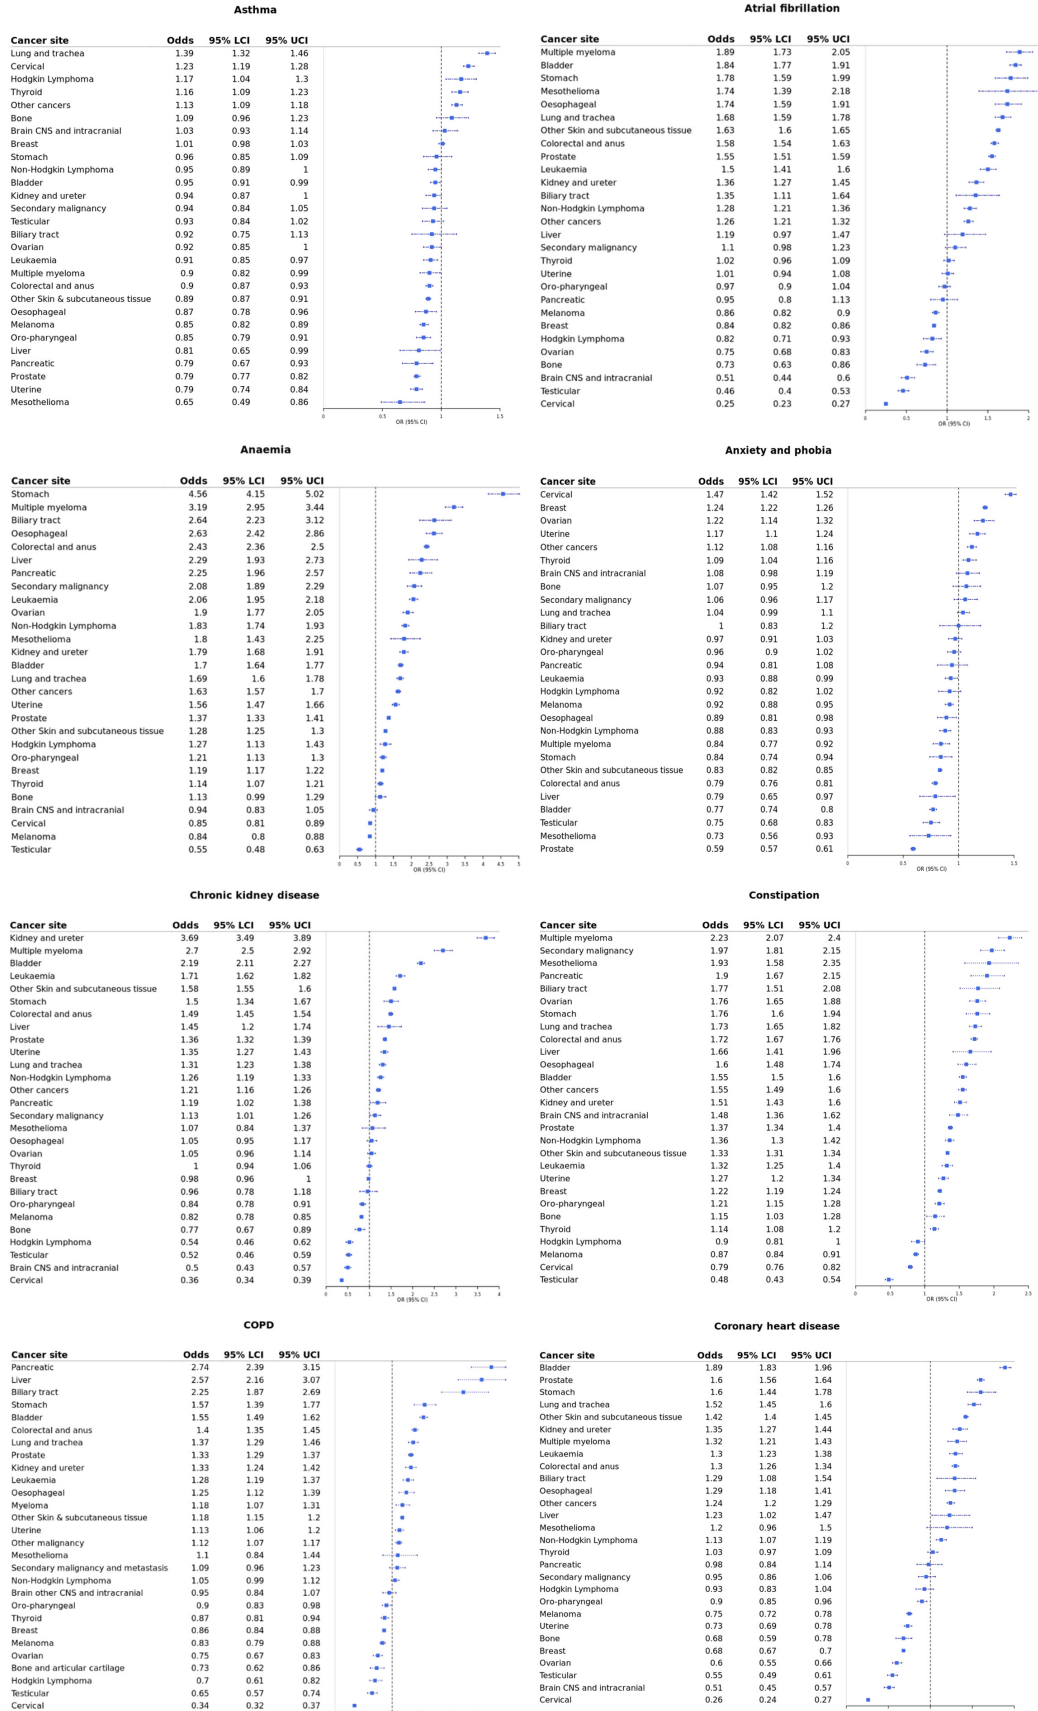 Asthma
Cancer site Odds 95% LCI 95% UCI
Lung and trachea 1.39 1.32 1.46
Cervical 1.23 1.19 1.28
Hodgkin Lymphoma 1.17 1.04 1.3
Thyroid 1.16 1.09 1.23
Other cancers 1.13 1.09 1.18
Bone 1.09 0.96 1.23
Brain CNS and intracranial 1.03 0.93 1.14
Breast 1.01 0.98 1.03
Stomach 0.96 0.85 1.09
Non-Hodgkin Lymphoma 0.95 0.89 1
Bladder 0.95 0.91 0.99
Kidney and ureter 0.94 0.87 1
Secondary malignancy 0.94 0.84 1.05
Testicular 0.93 0.84 1.02
Biliary tract 0.92 0.75 1.13
Ovarian 0.92 0.85 1
Leukaemia 0.91 0.85 0.97
Multiple myeloma 0.9 0.82 0.99
Colorectal and anus 0.9 0.87 0.93
Other Skin & subcutaneous tissue 0.89 0.87 0.91
Oesophageal 0.87 0.78 0.96
Melanoma 0.85 0.82 0.89
Oro-pharyngeal 0.85 0.79 0.91
Liver 0.81 0.65 0.99
Pancreatic 0.79 0.67 0.93
Prostate 0.79 0.77 0.82
Uterine 0.79 0.74 0.84
Mesothelioma 0.65 0.49 0.86
0 0.5 1 1.5
OR (95% CI)
Atrial fibrillation
Cancer site Odds 95% LCI 95% UCI
Multiple myeloma 1.89 1.73 2.05
Bladder 1.84 1.77 1.91
Stomach 1.78 1.59 1.99
Mesothelioma 1.74 1.39 2.18
Oesophageal 1.74 1.59 1.91
Lung and trachea 1.68 1.59 1.78
Other Skin and subcutaneous tissue 1.63 1.6 1.65
Colorectal and anus 1.58 1.54 1.63
Prostate 1.55 1.51 1.59
Leukaemia 1.5 1.41 1.6
Kidney and ureter 1.36 1.27 1.45
Biliary tract 1.35 1.11 1.64
Non-Hodgkin Lymphoma 1.28 1.21 1.36
Other cancers 1.26 1.21 1.32
Liver 1.19 0.97 1.47
Secondary malignancy 1.1 0.98 1.23
Thyroid 1.02 0.96 1.09
Uterine 1.01 0.94 1.08
Oro-pharyngeal 0.97 0.9 1.04
Pancreatic 0.95 0.8 1.13
Melanoma 0.86 0.82 0.9
Breast 0.84 0.82 0.86
Hodgkin Lymphoma 0.82 0.71 0.93
Ovarian 0.75 0.68 0.83
Bone 0.73 0.63 0.86
Brain CNS and intracranial 0.51 0.44 0.6
Testicular 0.46 0.4 0.53
Cervical 0.25 0.23 0.27
0 0.5 1 1.5 2
OR (95% CI)
Anaemia
Cancer site Odds 95% LCI 95% UCI
Stomach 4.56 4.15 5.02
Multiple myeloma 3.19 2.95 3.44
Biliary tract 2.64 2.23 3.12
Oesophageal 2.63 2.42 2.86
Colorectal and anus 2.43 2.36 2.5
Liver 2.29 1.93 2.73
Pancreatic 2.25 1.96 2.57
Secondary malignancy 2.08 1.89 2.29
Leukaemia 2.06 1.95 2.18
Ovarian 1.9 1.77 2.05
Non-Hodgkin Lymphoma 1.83 1.74 1.93
Mesothelioma 1.8 1.43 2.25
Kidney and ureter 1.79 1.68 1.91
Bladder 1.7 1.64 1.77
Lung and trachea 1.69 1.6 1.78
Other cancers 1.63 1.57 1.7
Uterine 1.56 1.47 1.66
Prostate 1.37 1.33 1.41
Other Skin and subcutaneous tissue 1.28 1.25 1.3
Hodgkin Lymphoma 1.27 1.13 1.43
Oro-pharyngeal 1.21 1.13 1.3
Breast 1.19 1.17 1.22
Thyroid 1.14 1.07 1.21
Bone 1.13 0.99 1.29
Brain CNS and intracranial 0.94 0.83 1.05
Cervical 0.85 0.81 0.89
Melanoma 0.84 0.8 0.88
Testicular 0.55 0.48 0.63
0 0.5 1 1.5 2 2.5 3 3.5 4 4.5 5
OR (95% CI)
Anxiety and phobia
Cancer site Odds 95% LCI 95% UCI
Cervical 1.47 1.42 1.52
Breast 1.24 1.22 1.26
Ovarian 1.22 1.14 1.32
Uterine 1.17 1.1 1.24
Other cancers 1.12 1.08 1.16
Thyroid 1.09 1.04 1.16
Brain CNS and intracranial 1.08 0.98 1.19
Bone 1.07 0.95 1.2
Secondary malignancy 1.06 0.96 1.17
Lung and trachea 1.04 0.99 1.1
Biliary tract 1 0.83 1.2
Kidney and ureter 0.97 0.91 1.03
Oro-pharyngeal 0.96 0.9 1.02
Pancreatic 0.94 0.81 1.08
Leukaemia 0.93 0.88 0.99
Hodgkin Lymphoma 0.92 0.82 1.02
Melanoma 0.92 0.88 0.95
Oesophageal 0.89 0.81 0.98
Non-Hodgkin Lymphoma 0.88 0.83 0.93
Multiple myeloma 0.84 0.77 0.92
Stomach 0.84 0.74 0.94
Other Skin and subcutaneous tissue 0.83 0.82 0.85
Colorectal and anus 0.79 0.76 0.81
Liver 0.79 0.65 0.97
Bladder 0.77 0.74 0.8
Testicular 0.75 0.68 0.83
Mesothelioma 0.73 0.56 0.93
Prostate 0.59 0.57 0.61
0 0.5 1 1.5
OR (95% CI)
Chronic kidney disease
Cancer site Odds 95% LCI 95% UCI
Kidney and ureter 3.69 3.49 3.89
Multiple myeloma 2.7 2.5 2.92
Bladder 2.19 2.11 2.27
Leukaemia 1.71 1.62 1.82
Other Skin and subcutaneous tissue 1.58 1.55 1.6
Stomach 1.5 1.34 1.67
Colorectal and anus 1.49 1.45 1.54
Liver 1.45 1.2 1.74
Prostate 1.36 1.32 1.39
Uterine 1.35 1.27 1.43
Lung and trachea 1.31 1.23 1.38
Non-Hodgkin Lymphoma 1.26 1.19 1.33
Other cancers 1.21 1.16 1.26
Pancreatic 1.19 1.02 1.38
Secondary malignancy 1.13 1.01 1.26
Mesothelioma 1.07 0.84 1.37
Oesophageal 1.05 0.95 1.17
Ovarian 1.05 0.96 1.14
Thyroid 1 0.94 1.06
Breast 0.98 0.96 1
Biliary tract 0.96 0.78 1.18
Oro-pharyngeal 0.84 0.78 0.91
Melanoma 0.82 0.78 0.85
Bone 0.77 0.67 0.89
Hodgkin Lymphoma 0.54 0.46 0.62
Testicular 0.52 0.46 0.59
Brain CNS and intracranial 0.5 0.43 0.57
Cervical 0.36 0.34 0.39
0 0.5 1 1.5 2 2.5 3 3.5 4
OR (95% CI)
Constipation
Cancer site Odds 95% LCI 95% UCI
Multiple myeloma 2.23 2.07 2.4
Secondary malignancy 1.97 1.81 2.15
Mesothelioma 1.93 1.58 2.35
Pancreatic 1.9 1.67 2.15
Biliary tract 1.77 1.51 2.08
Ovarian 1.76 1.65 1.88
Stomach 1.76 1.6 1.94
Lung and trachea 1.73 1.65 1.82
Colorectal and anus 1.72 1.67 1.76
Liver 1.66 1.41 1.96
Oesophageal 1.6 1.48 1.74
Bladder 1.55 1.5 1.6
Other cancers 1.55 1.49 1.6
Kidney and ureter 1.51 1.43 1.6
Brain CNS and intracranial 1.48 1.36 1.62
Prostate 1.37 1.34 1.4
Non-Hodgkin Lymphoma 1.36 1.3 1.42
Other Skin and subcutaneous tissue 1.33 1.31 1.34
Leukaemia 1.32 1.25 1.4
Uterine 1.27 1.2 1.34
Breast 1.22 1.19 1.24
Oro-pharyngeal 1.21 1.15 1.28
Bone 1.15 1.03 1.28
Thyroid 1.14 1.08 1.2
Hodgkin Lymphoma 0.9 0.81 1
Melanoma 0.87 0.84 0.91
Cervical 0.79 0.76 0.82
Testicular 0.48 0.43 0.54
0 0.5 1 1.5 2 2.5
OR (95% CI)
COPD
Cancer site Odds 95% LCI 95% UCI
Pancreatic 2.74 2.39 3.15
Liver 2.57 2.16 3.07
Biliary tract 2.25 1.87 2.69
Stomach 1.57 1.39 1.77
Bladder 1.55 1.49 1.62
Colorectal and anus 1.4 1.35 1.45
Lung and trachea 1.37 1.29 1.46
Prostate 1.33 1.29 1.37
Kidney and ureter 1.33 1.24 1.42
Leukaemia 1.28 1.19 1.37
Oesophageal 1.25 1.12 1.39
Myeloma 1.18 1.07 1.31
Other Skin & subcutaneous tissue 1.18 1.15 1.2
Uterine 1.13 1.06 1.2
Other malignancy 1.12 1.07 1.17
Mesothelioma 1.1 0.84 1.44
Secondary malignancy and metastasis 1.09 0.96 1.23
Non-Hodgkin Lymphoma 1.05 0.99 1.12
Brain other CNS and intracranial 0.95 0.84 1.07
Oro-pharyngeal 0.9 0.83 0.98
Thyroid 0.87 0.81 0.94
Breast 0.86 0.84 0.88
Melanoma 0.83 0.79 0.88
Ovarian 0.75 0.67 0.83
Bone and articular cartilage 0.73 0.62 0.86
Hodgkin Lymphoma 0.7 0.61 0.82
Testicular 0.65 0.57 0.74
Cervical 0.34 0.32 0.37
Coronary heart disease
Cancer site Odds 95% LCI 95% UCI
Bladder 1.89 1.83 1.96
Prostate 1.6 1.56 1.64
Stomach 1.6 1.44 1.78
Lung and trachea 1.52 1.45 1.6
Other Skin and subcutaneous tissue 1.42 1.4 1.45
Kidney and ureter 1.35 1.27 1.44
Multiple myeloma 1.32 1.21 1.43
Leukaemia 1.3 1.23 1.38
Colorectal and anus 1.3 1.26 1.34
Biliary tract 1.29 1.08 1.54
Oesophageal 1.29 1.18 1.41
Other cancers 1.24 1.2 1.29
Liver 1.23 1.02 1.47
Mesothelioma 1.2 0.96 1.5
Non-Hodgkin Lymphoma 1.13 1.07 1.19
Thyroid 1.03 0.97 1.09
Pancreatic 0.98 0.84 1.14
Secondary malignancy 0.95 0.86 1.06
Hodgkin Lymphoma 0.93 0.83 1.04
Oro-pharyngeal 0.9 0.85 0.96
Melanoma 0.75 0.72 0.78
Uterine 0.73 0.69 0.78
Bone 0.68 0.59 0.78
Breast 0.68 0.67 0.7
Ovarian 0.6 0.55 0.66
Testicular 0.55 0.49 0.61
Brain CNS and intracranial 0.51 0.45 0.57
Cervical 0.26 0.24 0.27